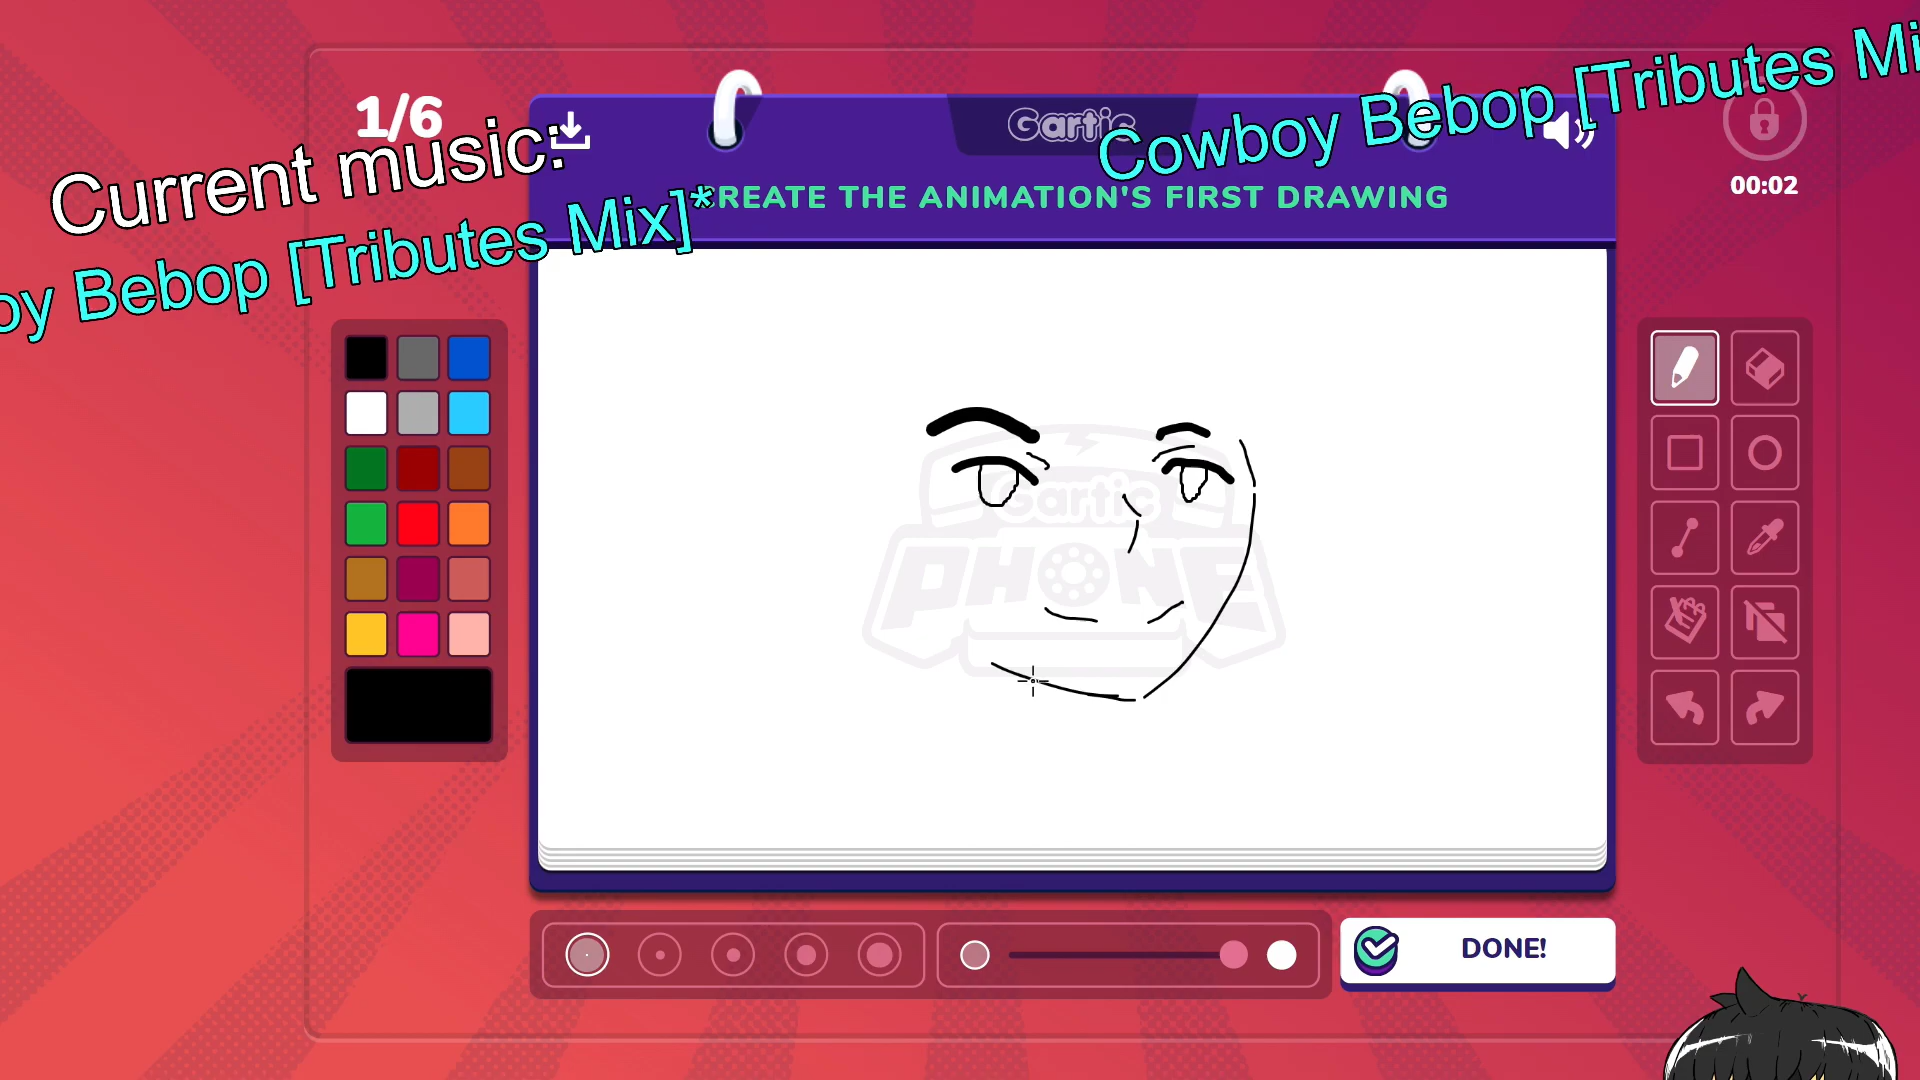 1/6
Current music:
oy Bebop [Tributes Mix]*
Cowboy Bebop [Tributes Mi
Gartic
CREATE THE ANIMATION'S FIRST DRAWING
00:02
Gartic
PHONE
DONE!